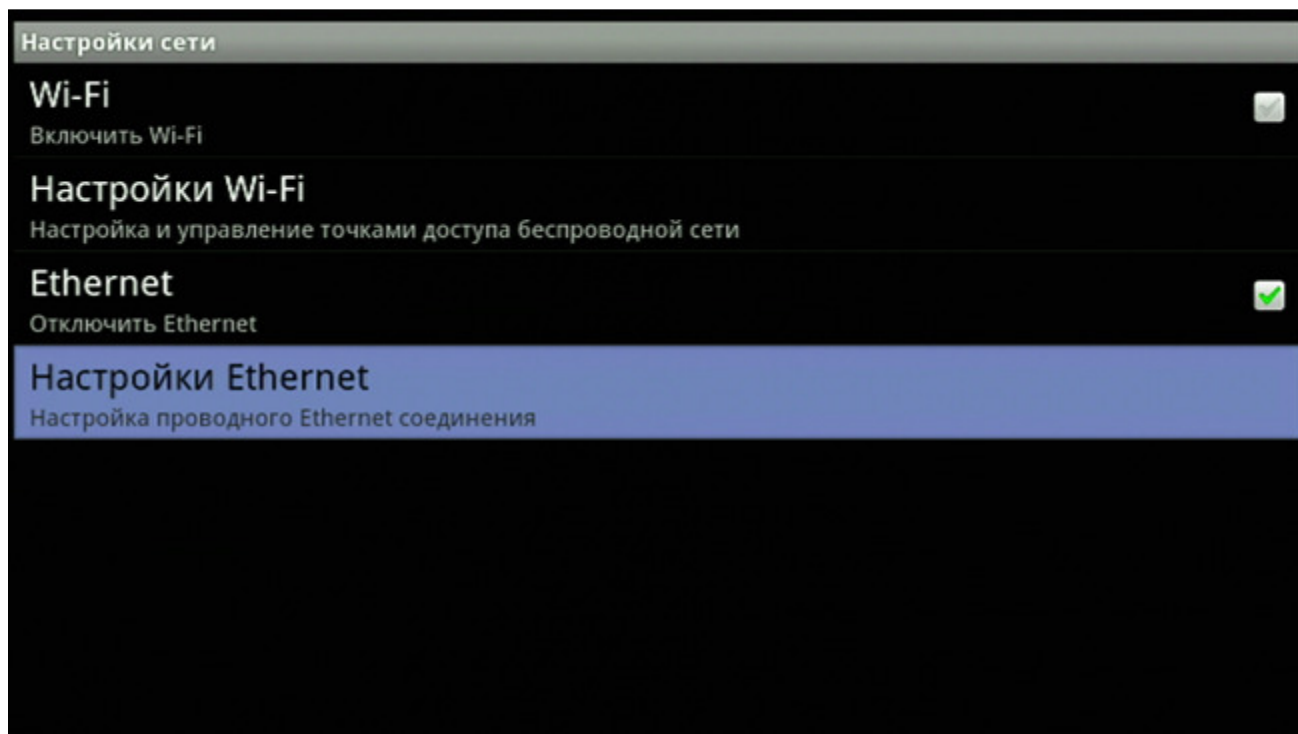 Настройки сети
Wi-Fi
Включить Wi-Fi
Настройки Wi-Fi
Настройка и управление точками доступа беспроводной сети
Ethernet
Отключить Ethernet
Настройки Ethernet
Настройка проводного Ethernet соединения